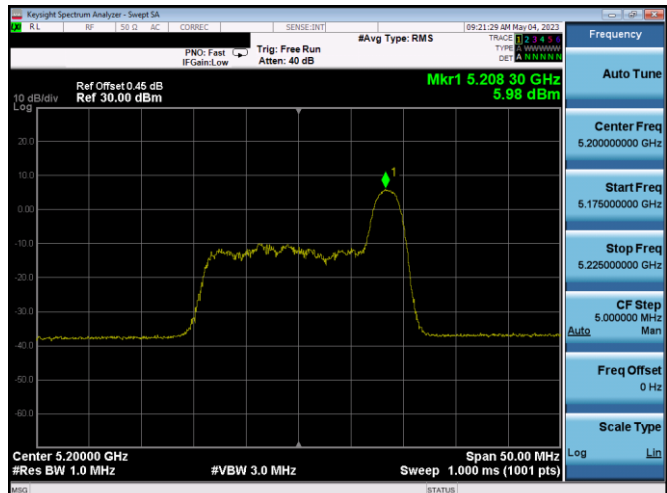 Keysight Spectrum Analyzer - Swept SA
RL RF 50 Ω AC CORREC SENSE:INT 09:21:29 AM May 04, 2023
#Avg Type: RMS TRACE 1 2 3 4 5 6
PNO: Fast Trig: Free Run TYPE A WWWWW
IFGain:Low Atten: 40 dB DET A NNNNN
Mkr1 5.208 30 GHz
Ref Offset 0.45 dB 5.98 dBm
10 dB/div Ref 30.00 dBm
Log
20.0
10.0
1
0.00
-10.0
-20.0
-30.0
-40.0
-50.0
-60.0
Center 5.20000 GHz Span 50.00 MHz
#Res BW 1.0 MHz #VBW 3.0 MHz Sweep 1.000 ms (1001 pts)
MSG STATUS
Frequency
Auto Tune
Center Freq
5.200000000 GHz
Start Freq
5.175000000 GHz
Stop Freq
5.225000000 GHz
CF Step
5.000000 MHz
Auto Man
Freq Offset
0 Hz
Scale Type
Log Lin